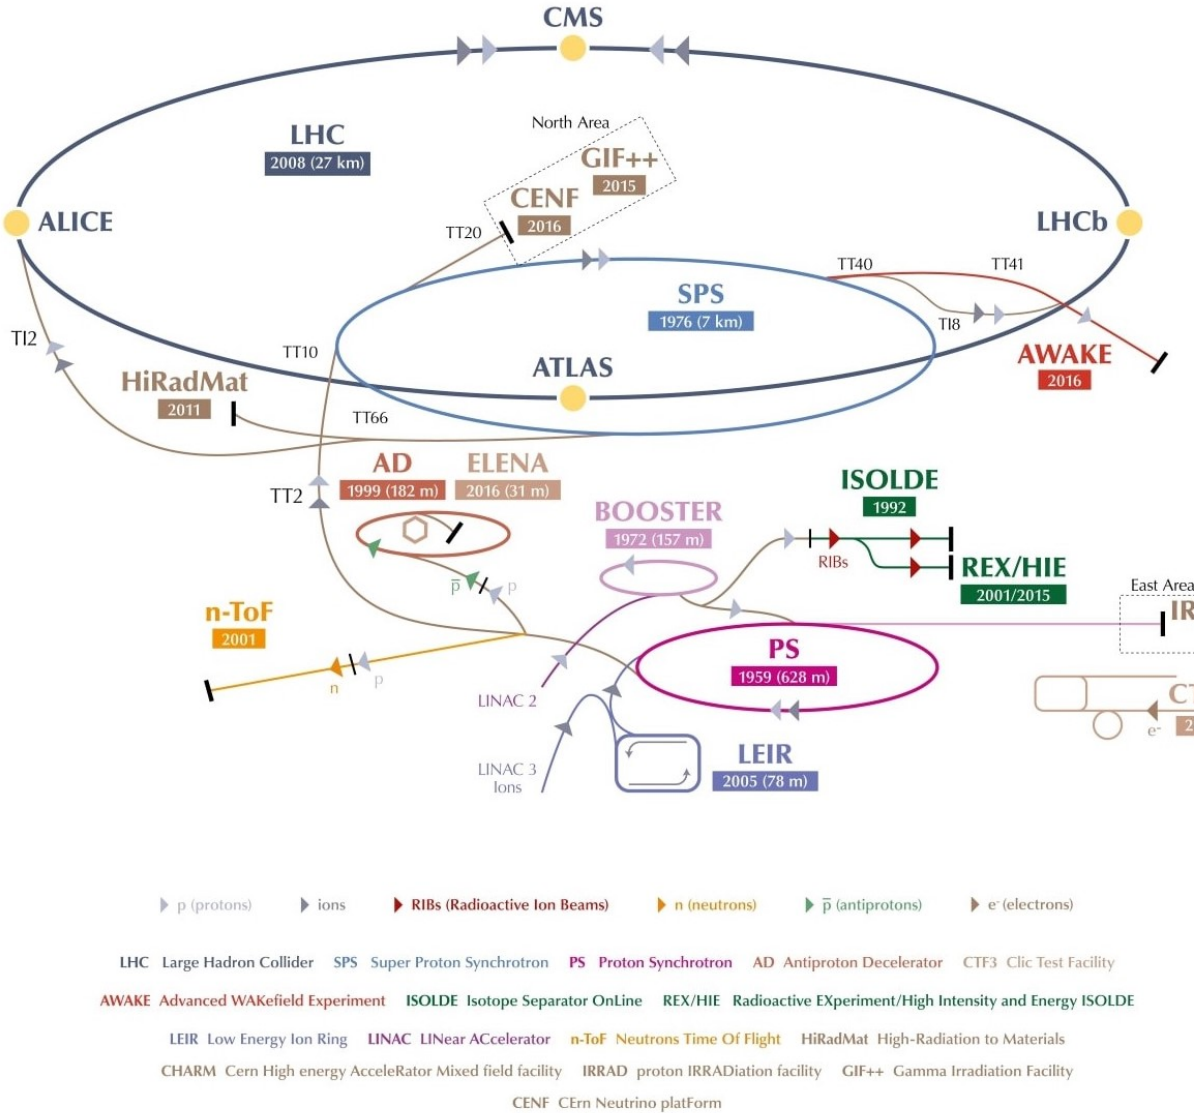 CMS
LHC
2008 (27 km)
North Area
GIF++
2015
CENF
2016
ALICE
LHCb
TT20
TT40
TT41
SPS
1976 (7 km)
TI8
TI2
TT10
ATLAS
AWAKE
2016
HiRadMat
2011
TT66
AD
1999 (182 m)
ELENA
2016 (31 m)
TT2
ISOLDE
1992
BOOSTER
1972 (157 m)
RIBs
REX/HIE
2001/2015
East Area
IR
p̅
p
n-ToF
2001
PS
1959 (628 m)
n
p
LINAC 2
CT
2
e-
LEIR
2005 (78 m)
LINAC 3
Ions
p (protons) ions RIBs (Radioactive Ion Beams) n (neutrons) p̅ (antiprotons) e- (electrons)
LHC Large Hadron Collider SPS Super Proton Synchrotron PS Proton Synchrotron AD Antiproton Decelerator CTF3 Clic Test Facility
AWAKE Advanced WAKefield Experiment ISOLDE Isotope Separator OnLine REX/HIE Radioactive EXperiment/High Intensity and Energy ISOLDE
LEIR Low Energy Ion Ring LINAC LINear ACcelerator n-ToF Neutrons Time Of Flight HiRadMat High-Radiation to Materials
CHARM Cern High energy AcceleRator Mixed field facility IRRAD proton IRRADiation facility GIF++ Gamma Irradiation Facility
CENF CErn Neutrino platForm